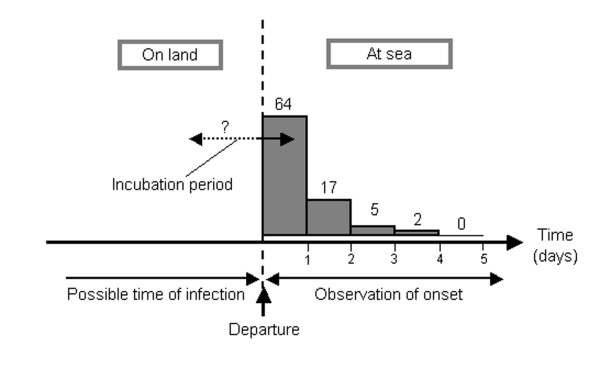 On land
At sea
64
?
Incubation period
17
5
2
0
Time
(days)
1 2 3 4 5
Possible time of infection
Observation of onset
Departure